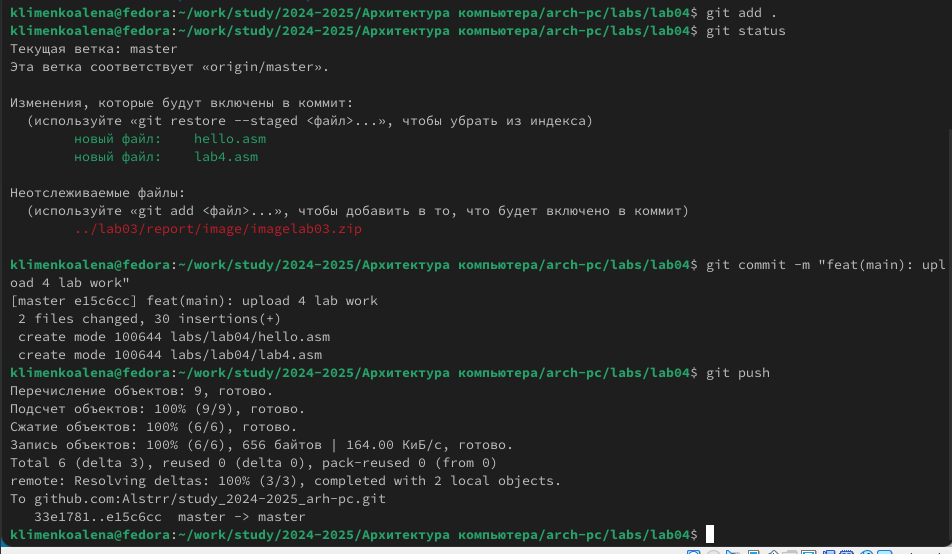 klimenkoalena@fedora:~/work/study/2024-2025/Архитектура компьютера/arch-pc/labs/lab04$ git add .
klimenkoalena@fedora:~/work/study/2024-2025/Архитектура компьютера/arch-pc/labs/lab04$ git status
Текущая ветка: master
Эта ветка соответствует «origin/master».
Изменения, которые будут включены в коммит:
(используйте «git restore --staged <файл>...», чтобы убрать из индекса)
новый файл:    hello.asm
новый файл:    lab4.asm
Неотслеживаемые файлы:
(используйте «git add <файл>...», чтобы добавить в то, что будет включено в коммит)
../lab03/report/image/imagelab03.zip
klimenkoalena@fedora:~/work/study/2024-2025/Архитектура компьютера/arch-pc/labs/lab04$ git commit -m "feat(main): upl
oad 4 lab work"
[master e15c6cc] feat(main): upload 4 lab work
2 files changed, 30 insertions(+)
create mode 100644 labs/lab04/hello.asm
create mode 100644 labs/lab04/lab4.asm
klimenkoalena@fedora:~/work/study/2024-2025/Архитектура компьютера/arch-pc/labs/lab04$ git push
Перечисление объектов: 9, готово.
Подсчет объектов: 100% (9/9), готово.
Сжатие объектов: 100% (6/6), готово.
Запись объектов: 100% (6/6), 656 байтов | 164.00 КиБ/с, готово.
Total 6 (delta 3), reused 0 (delta 0), pack-reused 0 (from 0)
remote: Resolving deltas: 100% (3/3), completed with 2 local objects.
To github.com:Alstrr/study_2024-2025_arh-pc.git
33e1781..e15c6cc  master -> master
klimenkoalena@fedora:~/work/study/2024-2025/Архитектура компьютера/arch-pc/labs/lab04$